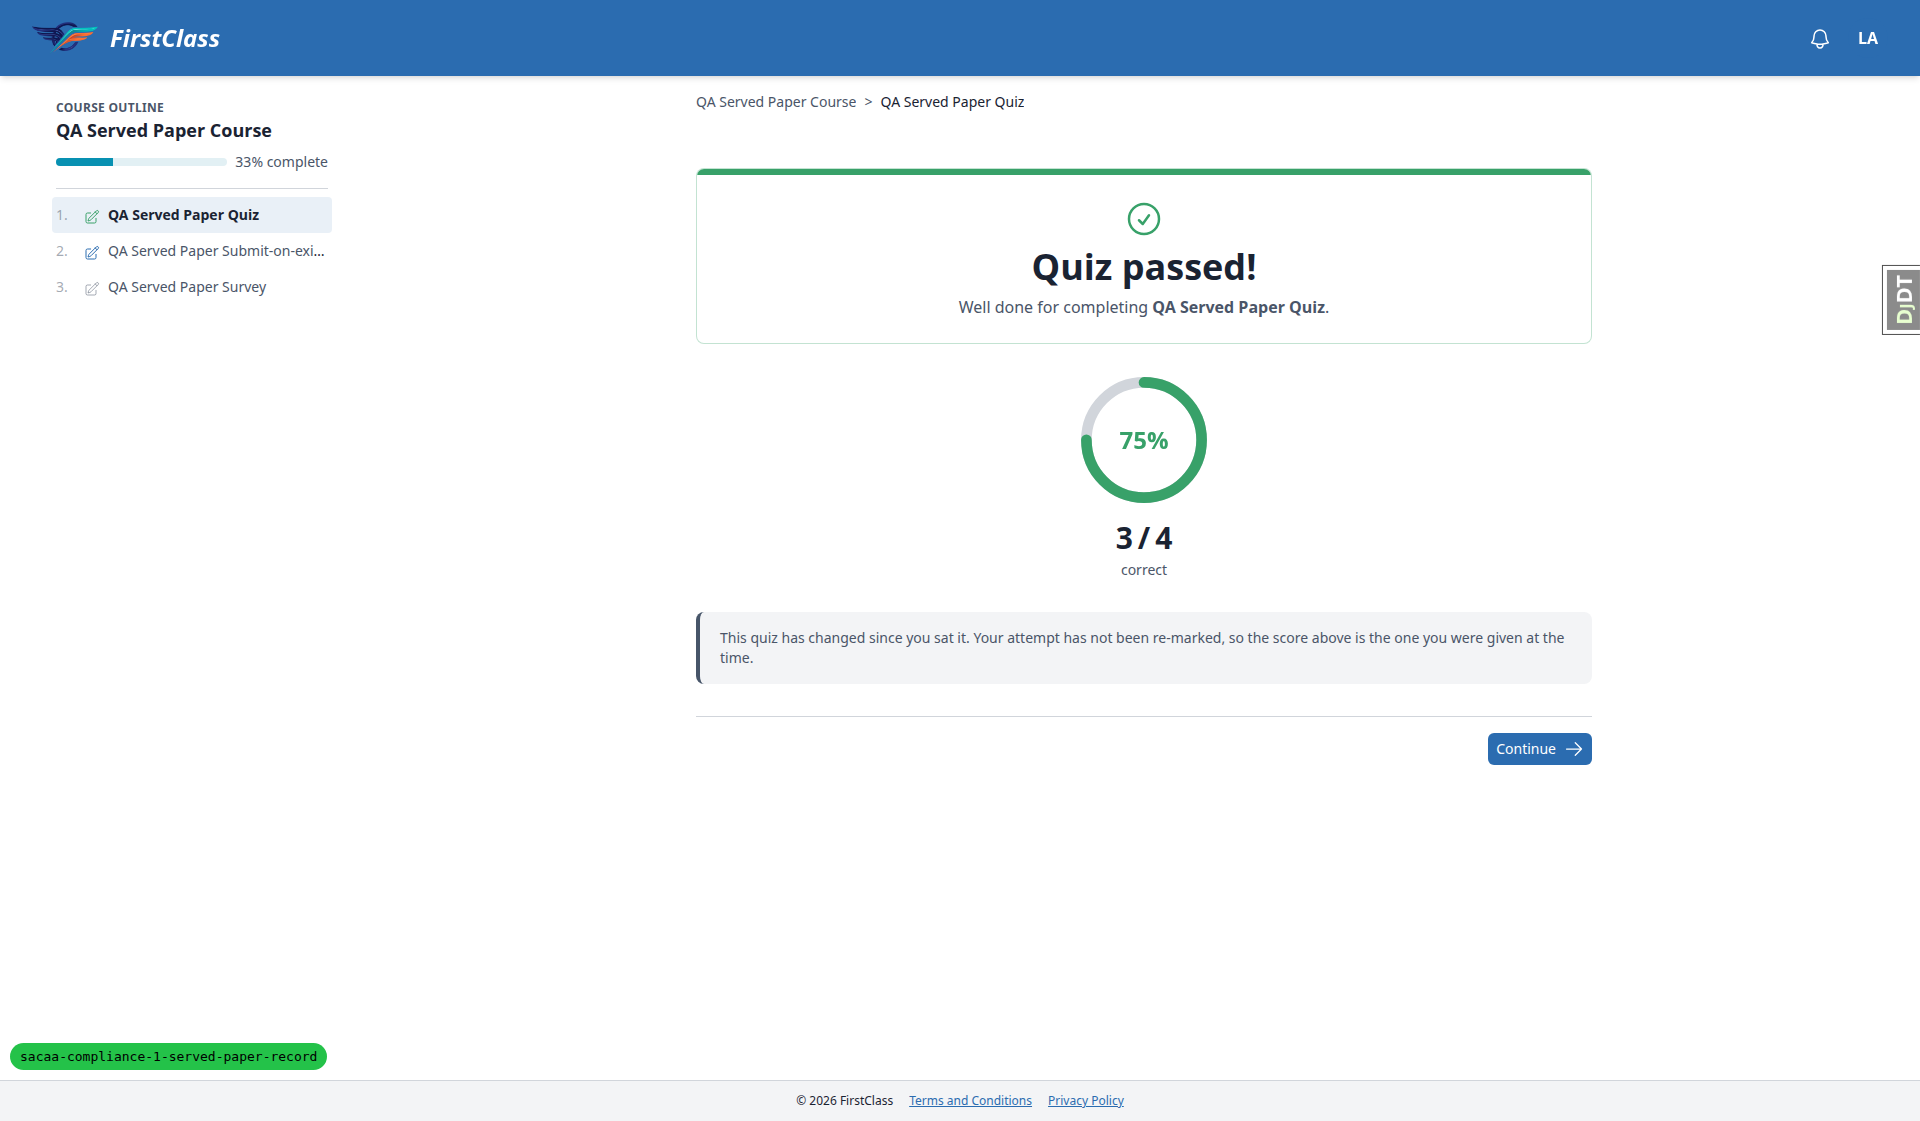 FirstClass
LA
COURSE OUTLINE
QA Served Paper Course
33% complete
1. QA Served Paper Quiz
2. QA Served Paper Submit-on-exi...
3. QA Served Paper Survey
QA Served Paper Course > QA Served Paper Quiz
Quiz passed!
Well done for completing QA Served Paper Quiz.
75%
3 / 4
correct
This quiz has changed since you sat it. Your attempt has not been re-marked, so the score above is the one you were given at the
time.
Continue
DJDT
sacaa-compliance-1-served-paper-record
© 2026 FirstClass Terms and Conditions Privacy Policy